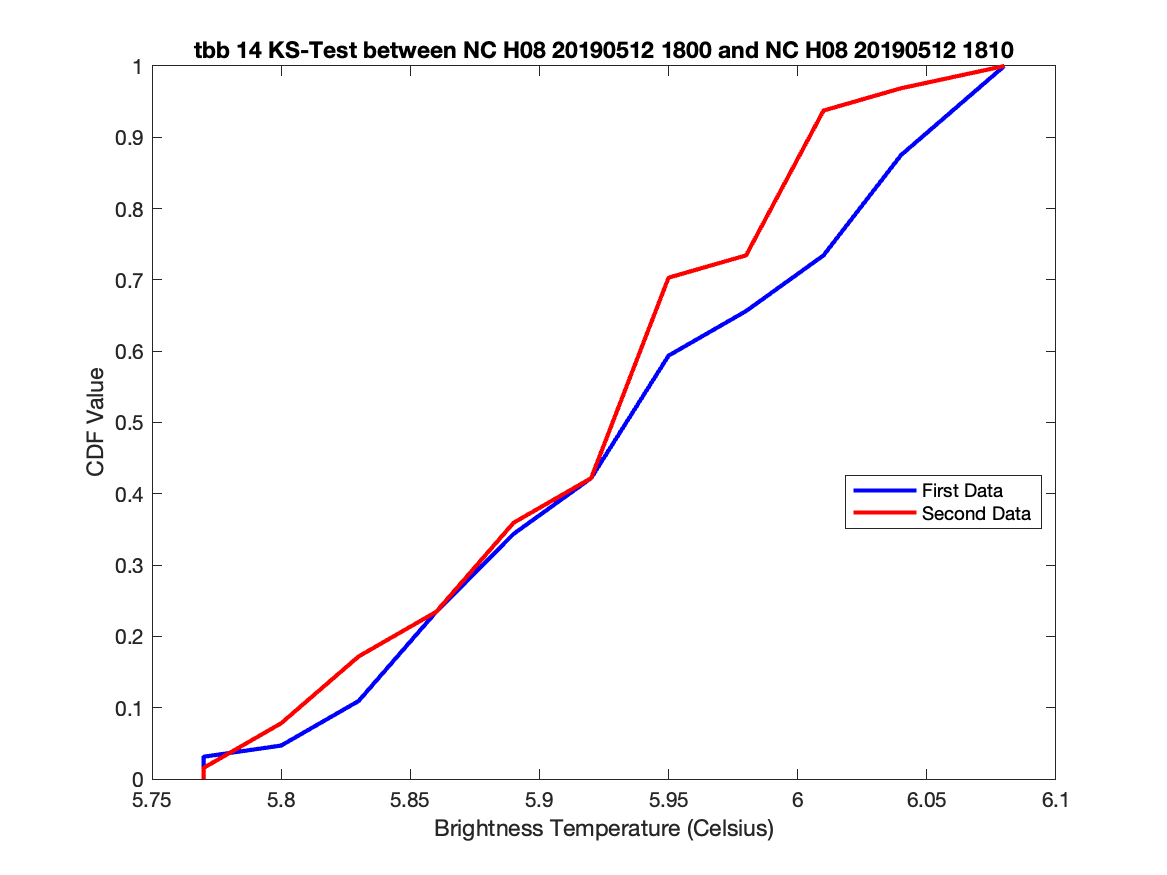 tbb 14 KS-Test between NC H08 20190512 1800 and NC H08 20190512 1810
1
0.9
0.8
0.7
0.6
0.5
0.4
0.3
0.2
0.1
0
CDF Value
First Data
Second Data
5.75 5.8 5.85 5.9 5.95 6 6.05 6.1
Brightness Temperature (Celsius)